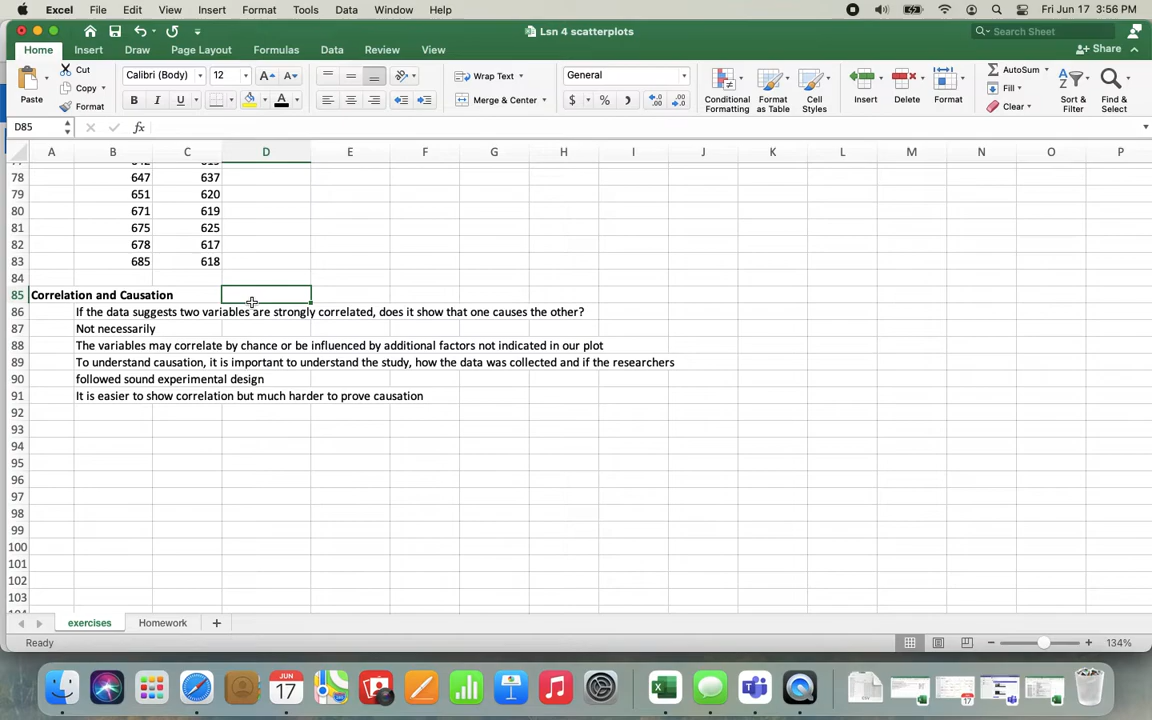 Excel File Edit View Insert Format Tools Data Window Help Fri Jun 17 3:56 PM
Lsn 4 scatterplots
Search Sheet
Home Insert Draw Page Layout Formulas Data Review View
Share
Paste
Cut
Copy
Format
Calibri (Body) 12
B I U
Wrap Text
Merge & Center
General
$ % )
Conditional Formatting
Format as Table
Cell Styles
Insert Delete Format
AutoSum
Fill
Clear
Sort & Filter
Find & Select
D85 fx
A B C D E F G H I J K L M N O P
78 647 637
79 651 620
80 671 619
81 675 625
82 678 617
83 685 618
84
85 Correlation and Causation
86 If the data suggests two variables are strongly correlated, does it show that one causes the other?
87 Not necessarily
88 The variables may correlate by chance or be influenced by additional factors not indicated in our plot
89 To understand causation, it is important to understand the study, how the data was collected and if the researchers
90 followed sound experimental design
91 It is easier to show correlation but much harder to prove causation
92
93
94
95
96
97
98
99
100
101
102
103
exercises Homework +
Ready 134%
JUN
17